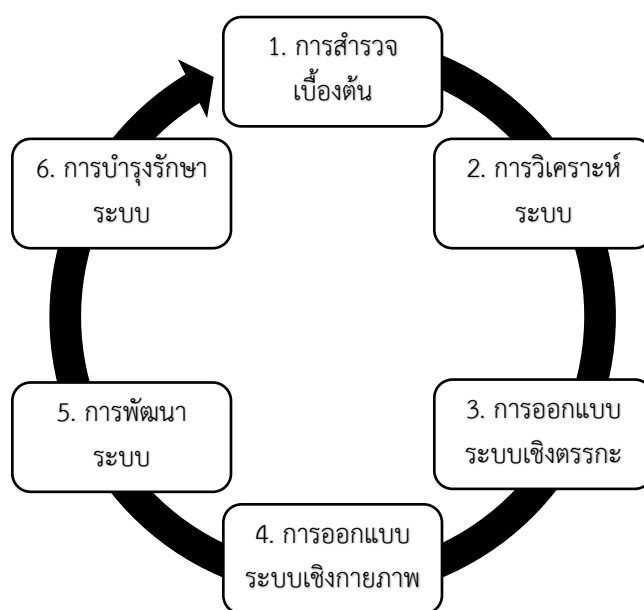 1. การสำรวจ
เบื้องต้น
2. การวิเคราะห์
ระบบ
3. การออกแบบ
ระบบเชิงตรรกะ
4. การออกแบบ
ระบบเชิงกายภาพ
5. การพัฒนา
ระบบ
6. การบำรุงรักษา
ระบบ